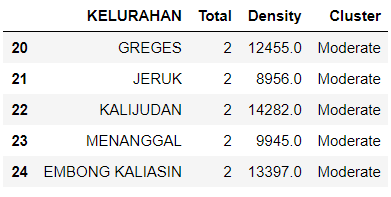 KELURAHAN Total Density Cluster
20 GREGES 2 12455.0 Moderate
21 JERUK 2 8956.0 Moderate
22 KALIJUDAN 2 14282.0 Moderate
23 MENANGGAL 2 9945.0 Moderate
24 EMBONG KALIASIN 2 13397.0 Moderate